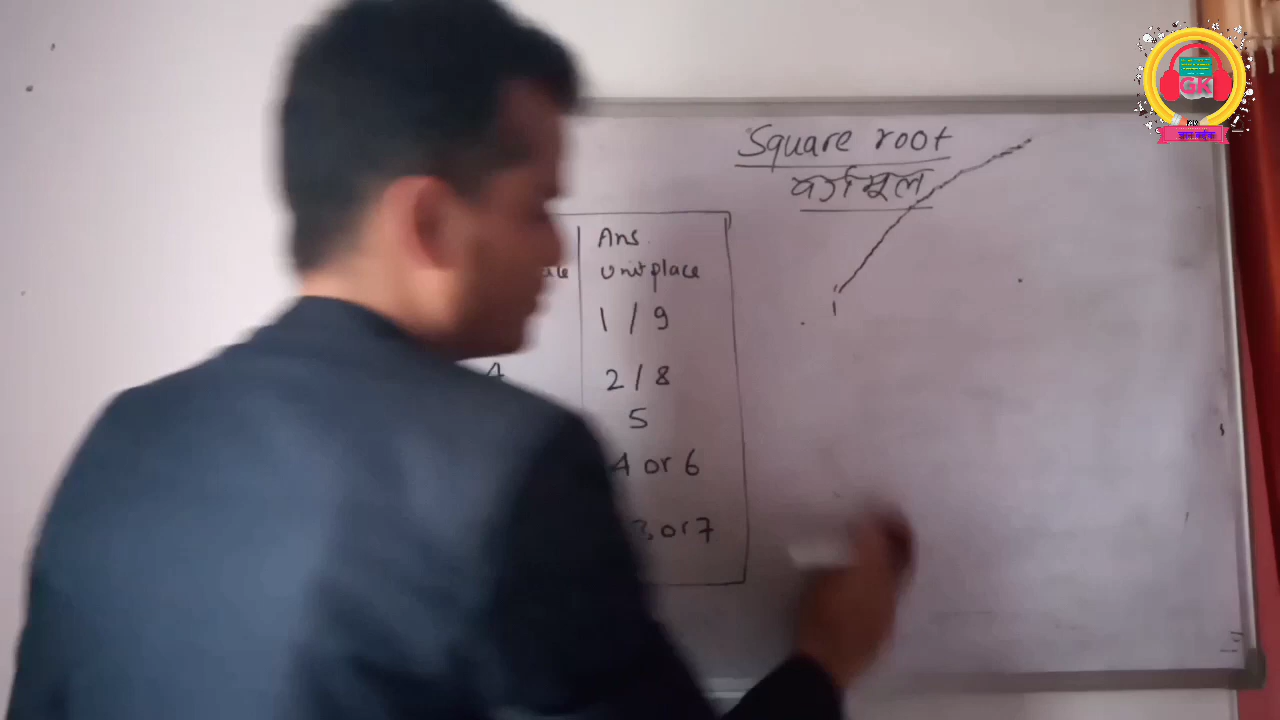 Square root
वर्गमूल
Ans.
Unit place
1 / 9
4
2 / 8
5
4 or 6
3, or 7
GK